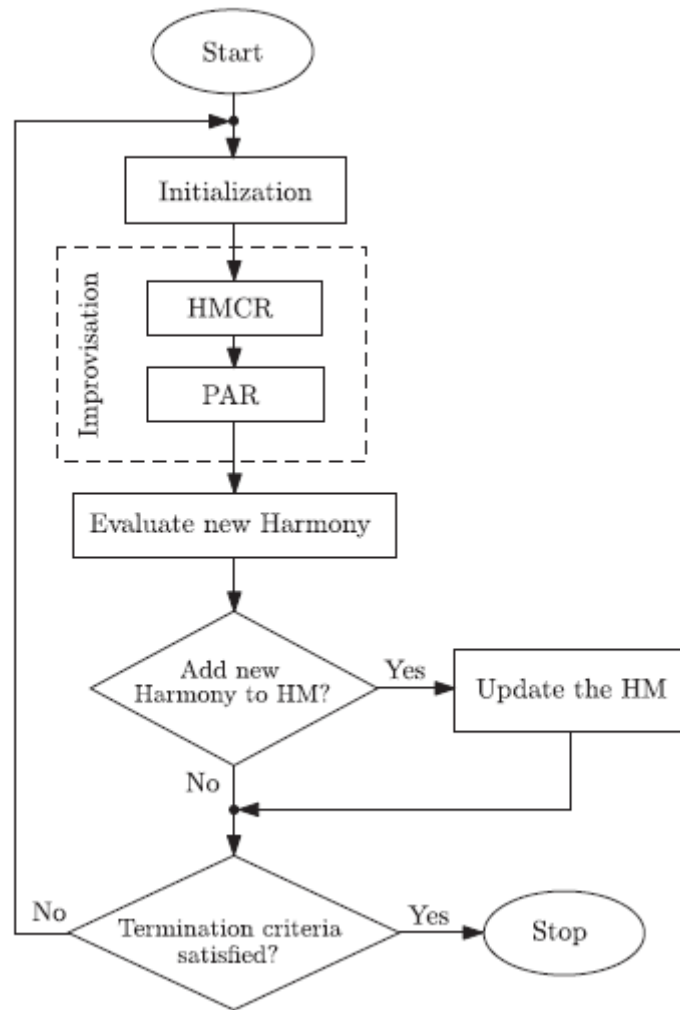 Start
Initialization
Improvisation
HMCR
PAR
Evaluate new Harmony
Add new
Harmony to HM?
Yes
Update the HM
No
No
Termination criteria
satisfied?
Yes
Stop